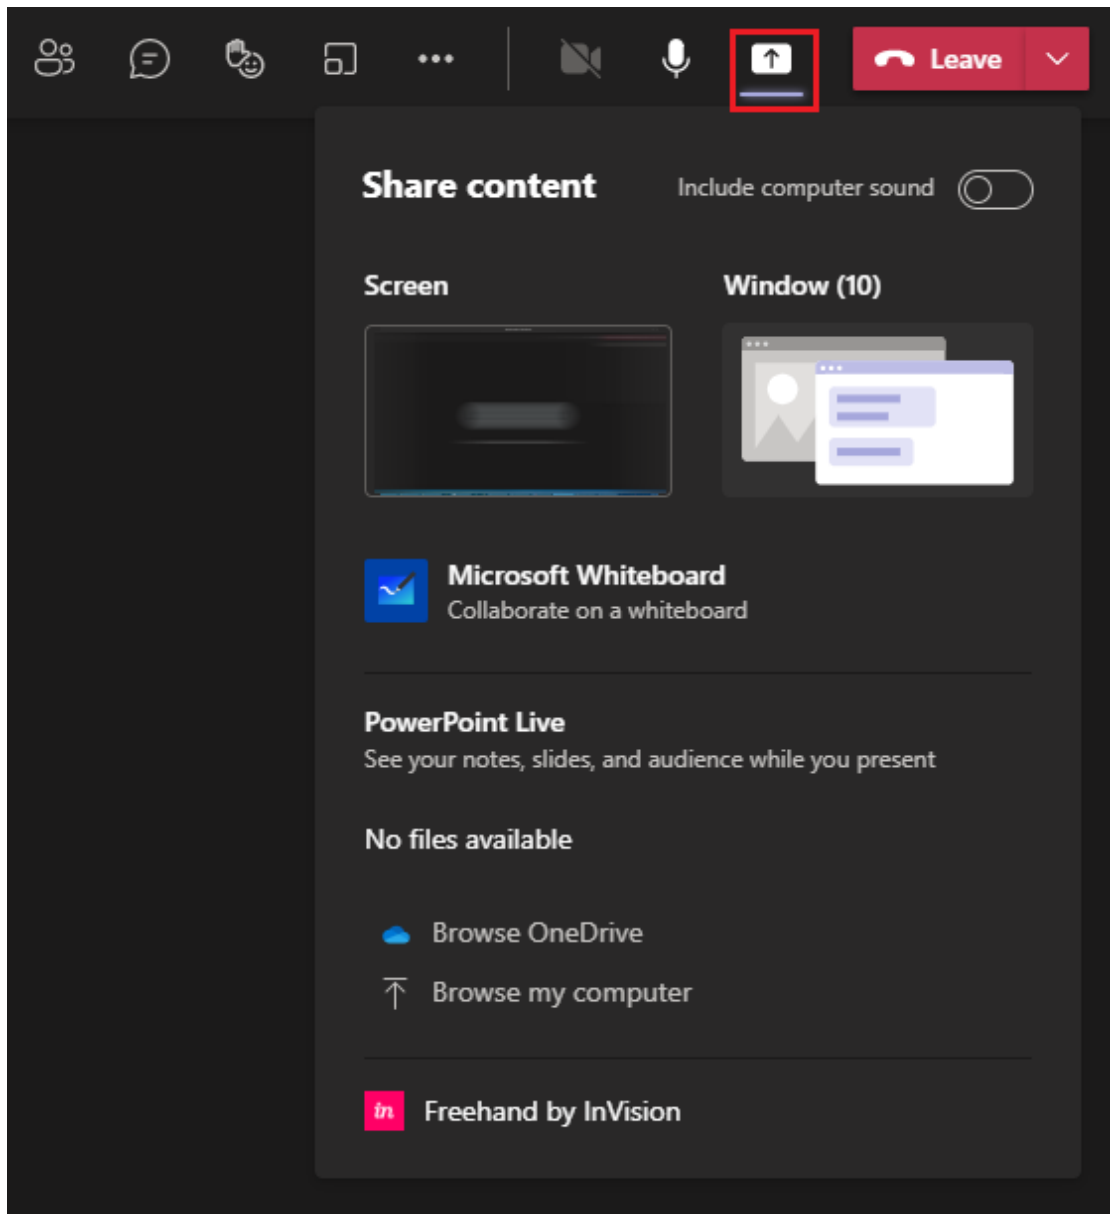 Leave
Share content
Include computer sound
Screen
Window (10)
Microsoft Whiteboard
Collaborate on a whiteboard
PowerPoint Live
See your notes, slides, and audience while you present
No files available
Browse OneDrive
Browse my computer
in
Freehand by InVision